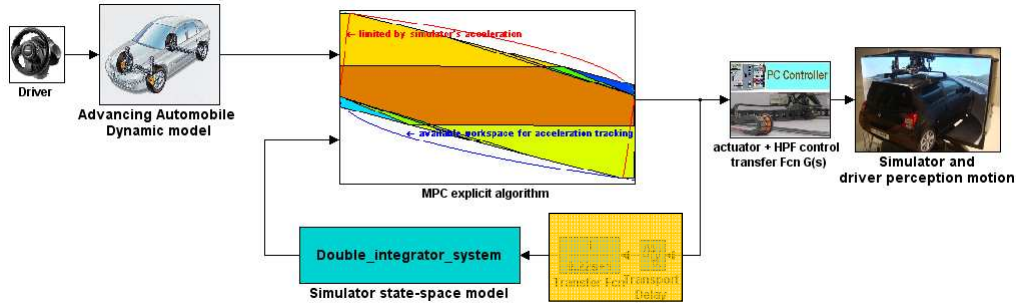 ← limited by simulator's acceleration
PC Controller
Driver
Advancing Automobile
Dynamic model
← available workspace for acceleration tracking
actuator + HPF control
transfer Fcn G(s)
Simulator and
driver perception motion
MPC explicit algorithm
Double_integrator_system
Transfer Fcn
Transport
Delay
Simulator state-space model